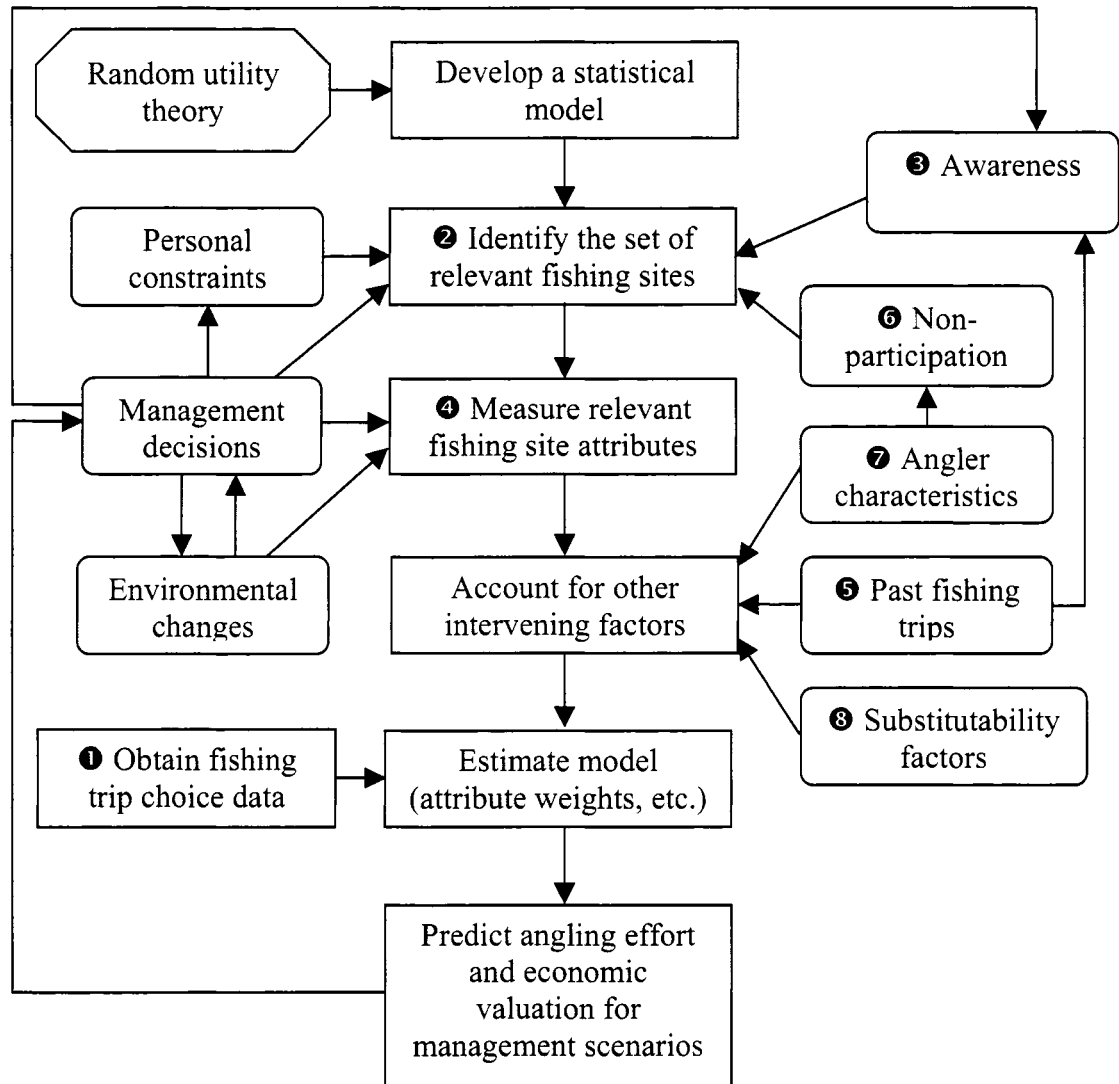 Random utility
theory
Develop a statistical
model
❸ Awareness
Personal
constraints
❷ Identify the set of
relevant fishing sites
❻ Non-
participation
Management
decisions
❹ Measure relevant
fishing site attributes
❼ Angler
characteristics
Environmental
changes
Account for other
intervening factors
❺ Past fishing
trips
❽ Substitutability
factors
❶ Obtain fishing
trip choice data
Estimate model
(attribute weights, etc.)
Predict angling effort
and economic
valuation for
management scenarios